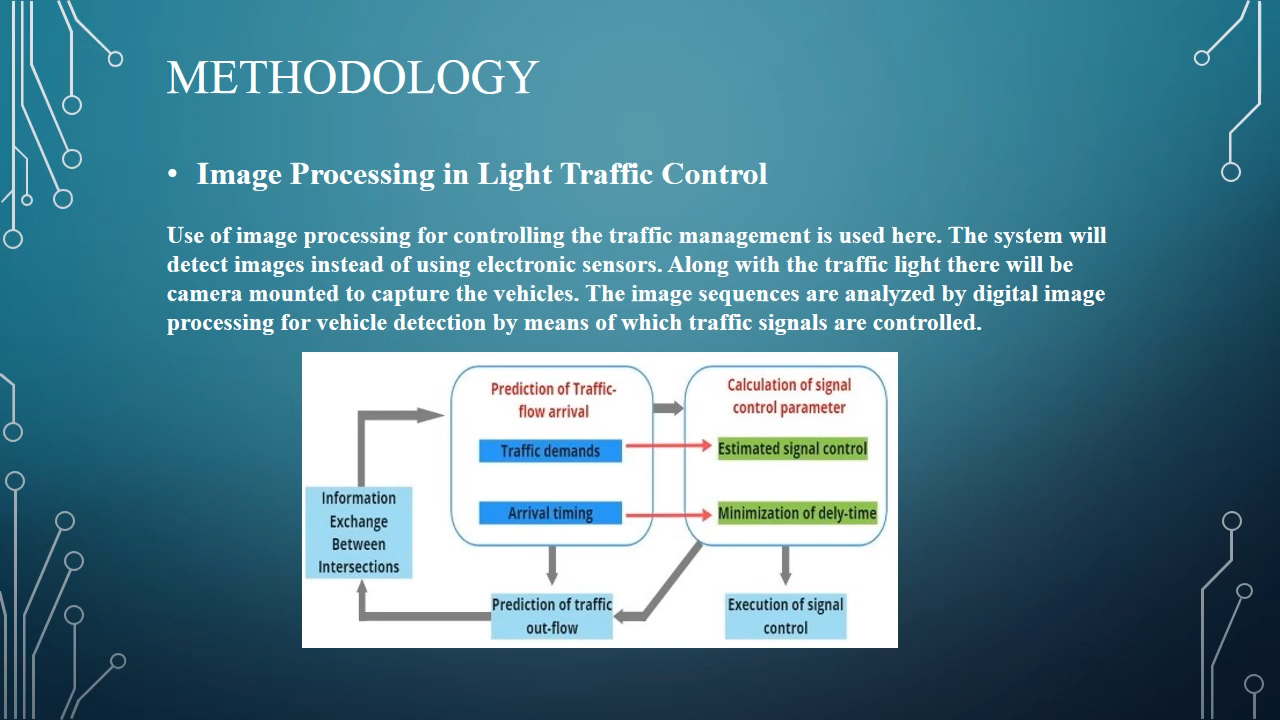 METHODOLOGY
• Image Processing in Light Traffic Control
Use of image processing for controlling the traffic management is used here. The system will
detect images instead of using electronic sensors. Along with the traffic light there will be
camera mounted to capture the vehicles. The image sequences are analyzed by digital image
processing for vehicle detection by means of which traffic signals are controlled.
Prediction of Traffic-
flow arrival
Traffic demands
Arrival timing
Calculation of signal
control parameter
Estimated signal control
Minimization of dely-time
Information
Exchange
Between
Intersections
Prediction of traffic
out-flow
Execution of signal
control